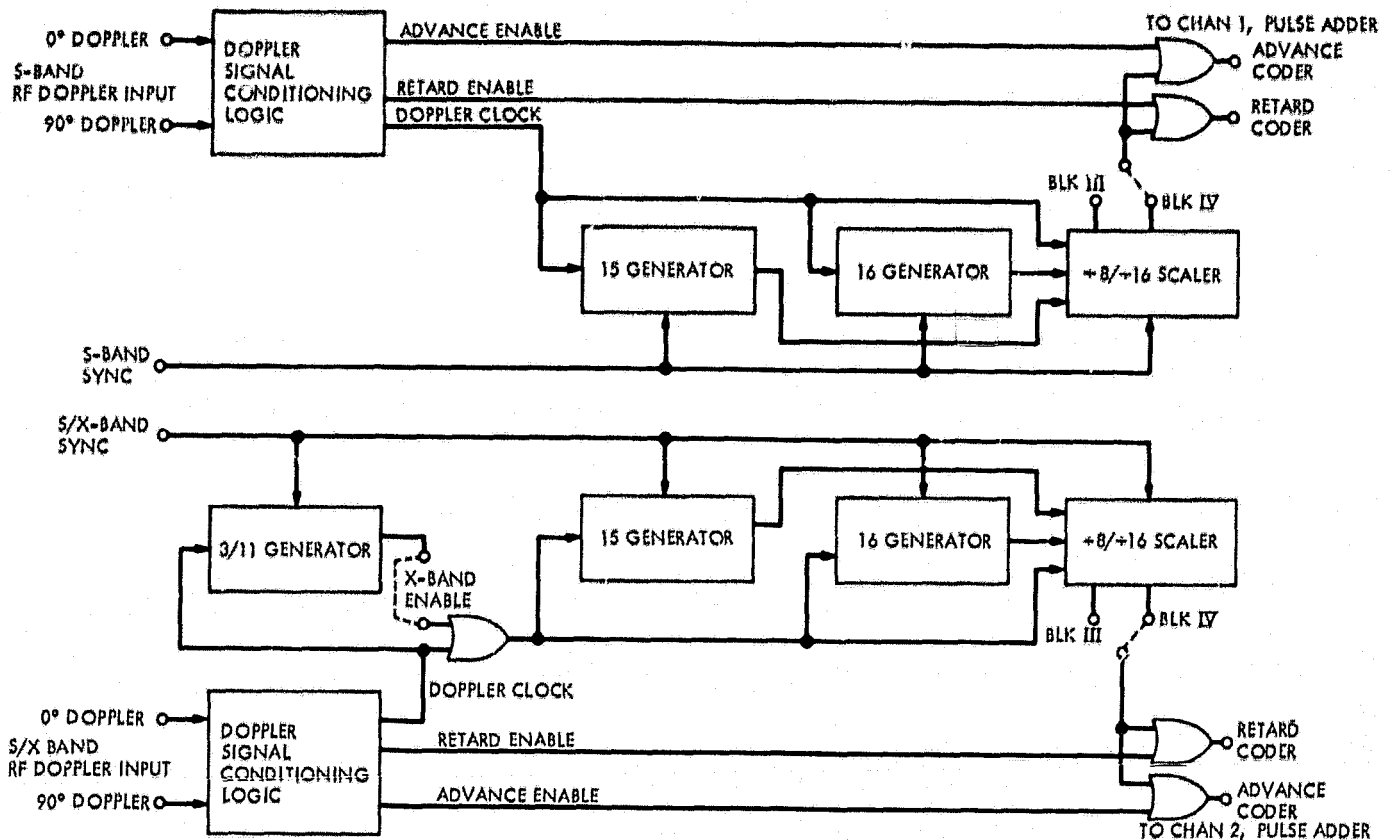 0° DOPPLER
S-BAND
RF DOPPLER INPUT
90° DOPPLER
DOPPLER
SIGNAL
CONDITIONING
LOGIC
ADVANCE ENABLE
RETARD ENABLE
DOPPLER CLOCK
TO CHAN 1, PULSE ADDER
ADVANCE
CODER
RETARD
CODER
BLK III
BLK IV
15 GENERATOR
16 GENERATOR
÷8/÷16 SCALER
S-BAND
SYNC
S/X-BAND
SYNC
3/11 GENERATOR
X-BAND
ENABLE
15 GENERATOR
16 GENERATOR
÷8/÷16 SCALER
BLK III
BLK IV
DOPPLER CLOCK
0° DOPPLER
S/X BAND
RF DOPPLER INPUT
90° DOPPLER
DOPPLER
SIGNAL
CONDITIONING
LOGIC
RETARD ENABLE
ADVANCE ENABLE
RETARD
CODER
ADVANCE
CODER
TO CHAN 2, PULSE ADDER